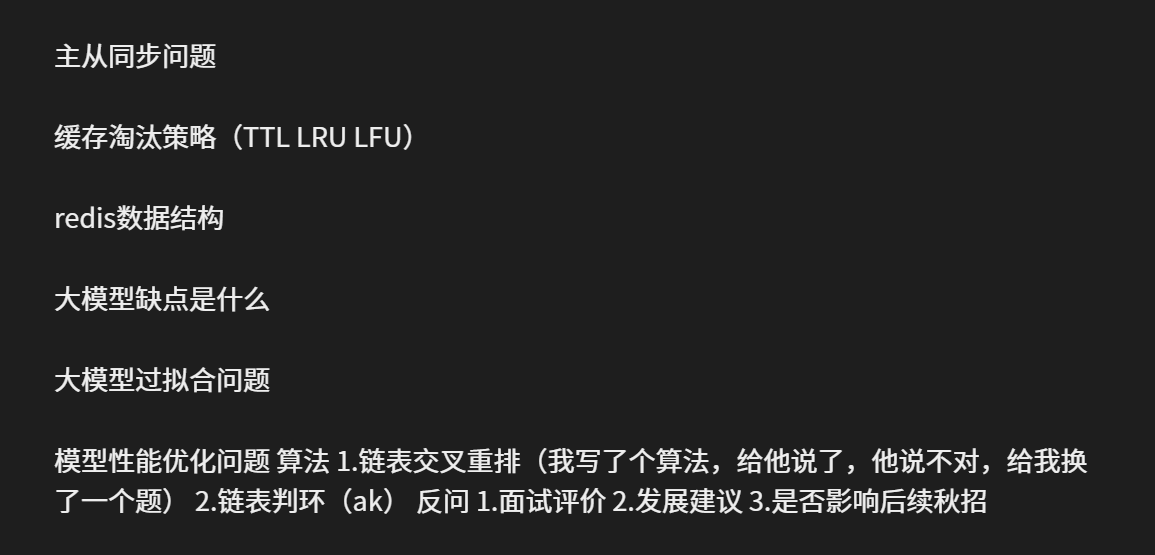 主从同步问题
缓存淘汰策略（TTL LRU LFU）
redis数据结构
大模型缺点是什么
大模型过拟合问题
模型性能优化问题 算法 1.链表交叉重排（我写了个算法，给他说了，他说不对，给我换
了一个题） 2.链表判环（ak） 反问 1.面试评价 2.发展建议 3.是否影响后续秋招